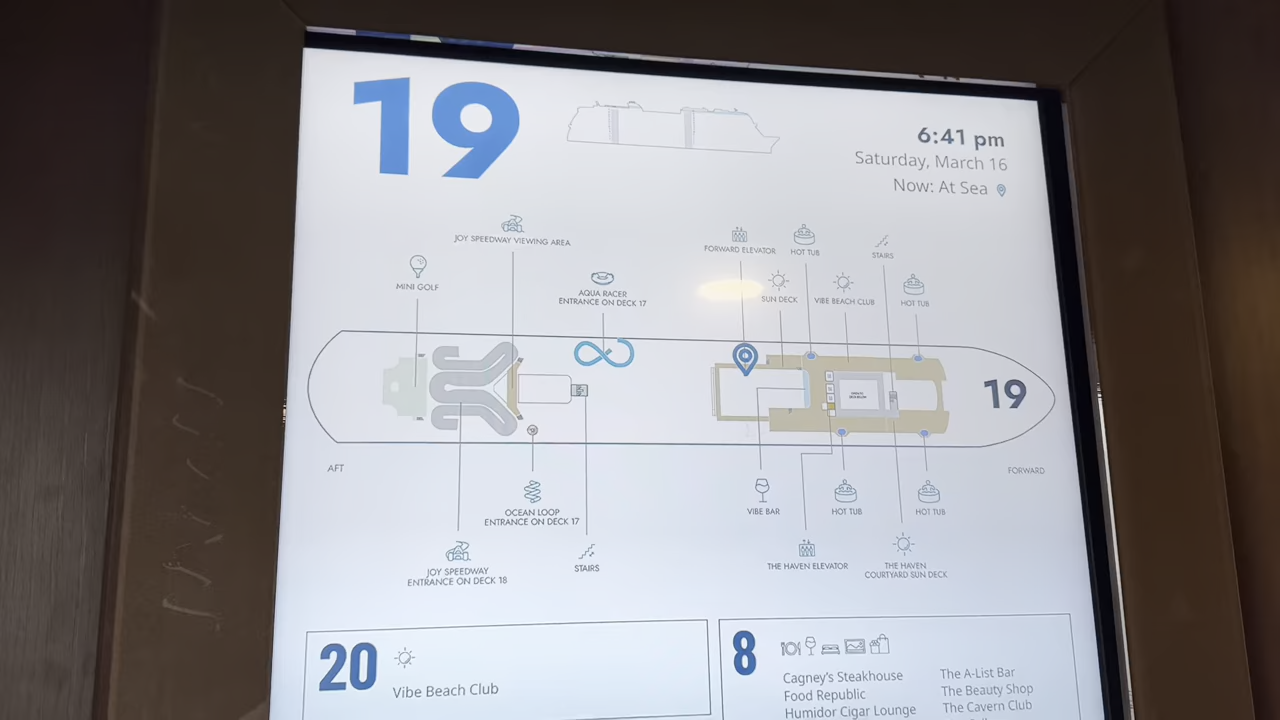 19
6:41 pm
Saturday, March 16
Now: At Sea
JOY SPEEDWAY VIEWING AREA
FORWARD ELEVATOR
HOT TUB
STAIRS
MINI GOLF
AQUA RACER
ENTRANCE ON DECK 17
SUN DECK
VIBE BEACH CLUB
HOT TUB
19
AFT
FORWARD
OCEAN LOOP
ENTRANCE ON DECK 17
VIBE BAR
HOT TUB
HOT TUB
JOY SPEEDWAY
ENTRANCE ON DECK 18
STAIRS
THE HAVEN ELEVATOR
THE HAVEN
COURTYARD SUN DECK
20
Vibe Beach Club
8
Cagney's Steakhouse
Food Republic
Humidor Cigar Lounge
The A-List Bar
The Beauty Shop
The Cavern Club